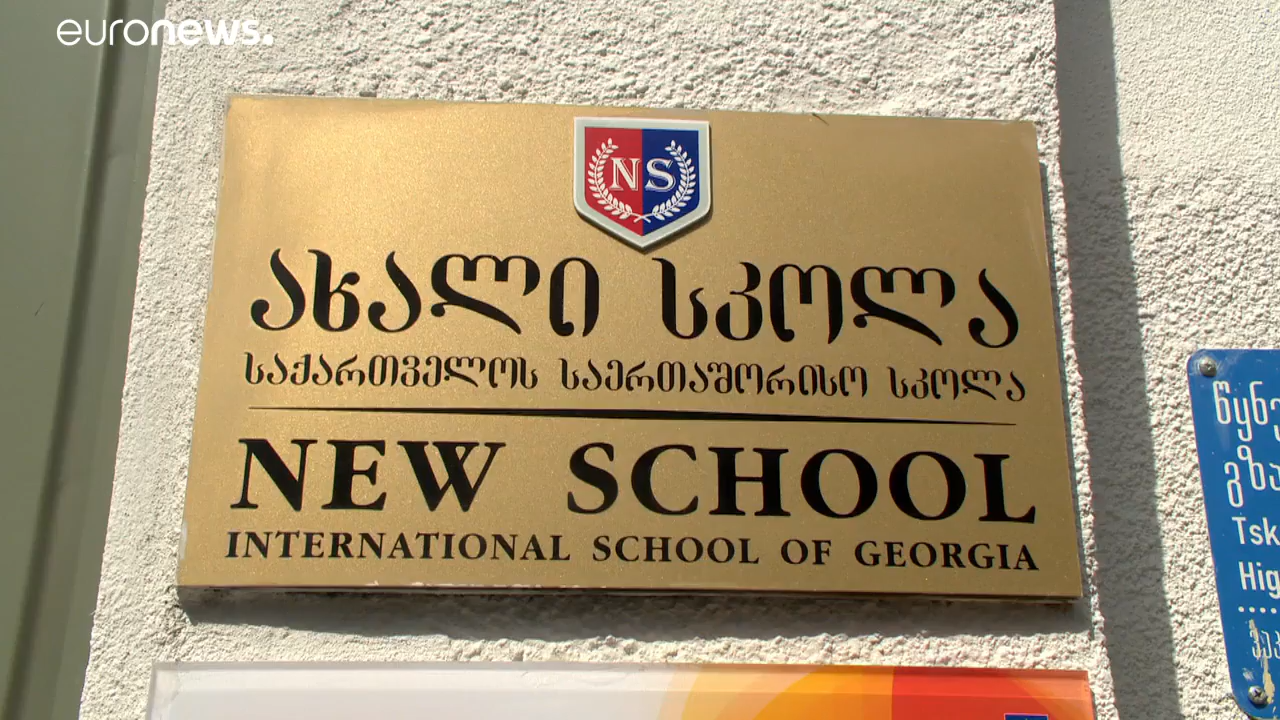 euronews.
NS
ახალი სკოლა
საქართველოს საერთაშორისო სკოლა
NEW SCHOOL
INTERNATIONAL SCHOOL OF GEORGIA